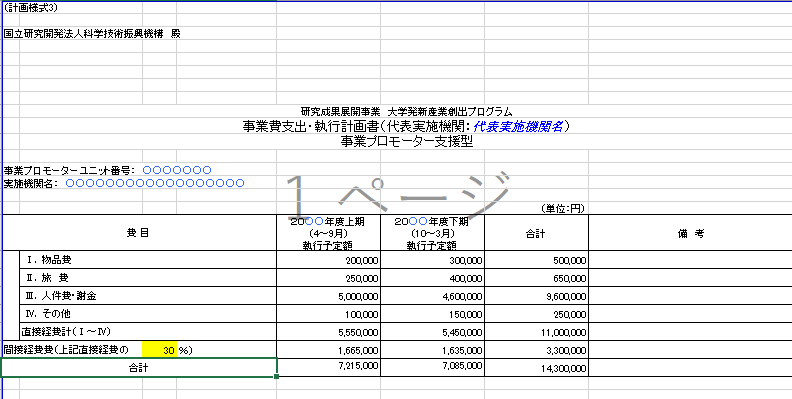 (計画様式3)
国立研究開発法人科学技術振興機構　殿
研究成果展開事業　大学発新産業創出プログラム
事業費支出・執行計画書（代表実施機関：代表実施機関名）
事業プロモーター支援型
事業プロモーターユニット番号： 〇〇〇〇〇〇〇
実施機関名： 〇〇〇〇〇〇〇〇〇〇〇〇〇〇〇〇〇〇
1 ページ
（単位：円）
費 目　20〇〇年度上期　20〇〇年度下期　合計　備 考
（4～9月）　（10～3月）
執行予定額　執行予定額
Ⅰ．物品費　200,000　300,000　500,000
Ⅱ．旅　費　250,000　400,000　650,000
Ⅲ．人件費・謝金　5,000,000　4,600,000　9,600,000
Ⅳ．その他　100,000　150,000　250,000
直接経費計（Ⅰ～Ⅳ）　5,550,000　5,450,000　11,000,000
間接経費費（上記直接経費の　30　％）　1,665,000　1,635,000　3,300,000
合計　7,215,000　7,085,000　14,300,000